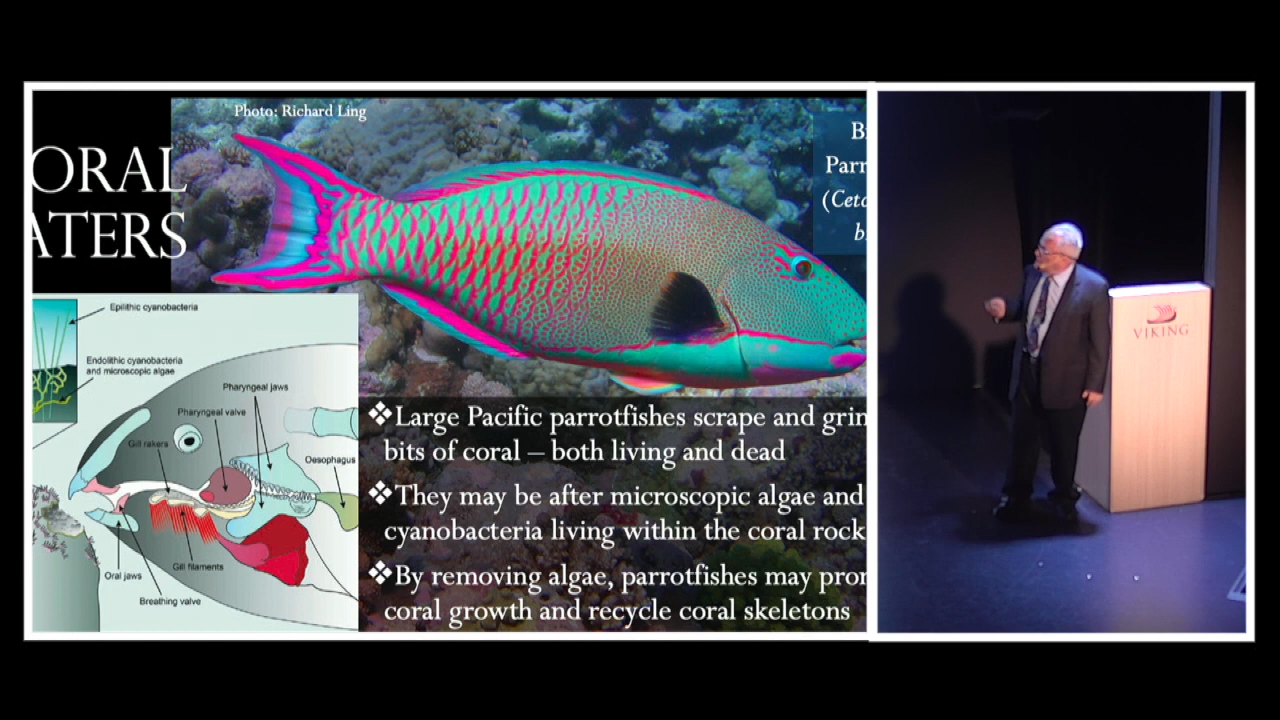 Photo: Richard Ling
ORAL
ATERS
Parr
(Ceto
b
Epilithic cyanobacteria
Endolithic cyanobacteria
and microscopic algae
Pharyngeal jaws
Pharyngeal valve
Gill rakers
Oesophagus
Oral jaws
Gill filaments
Breathing valve
❖Large Pacific parrotfishes scrape and grin
bits of coral – both living and dead
❖They may be after microscopic algae and
cyanobacteria living within the coral rock
❖By removing algae, parrotfishes may pro
coral growth and recycle coral skeletons
VIKING